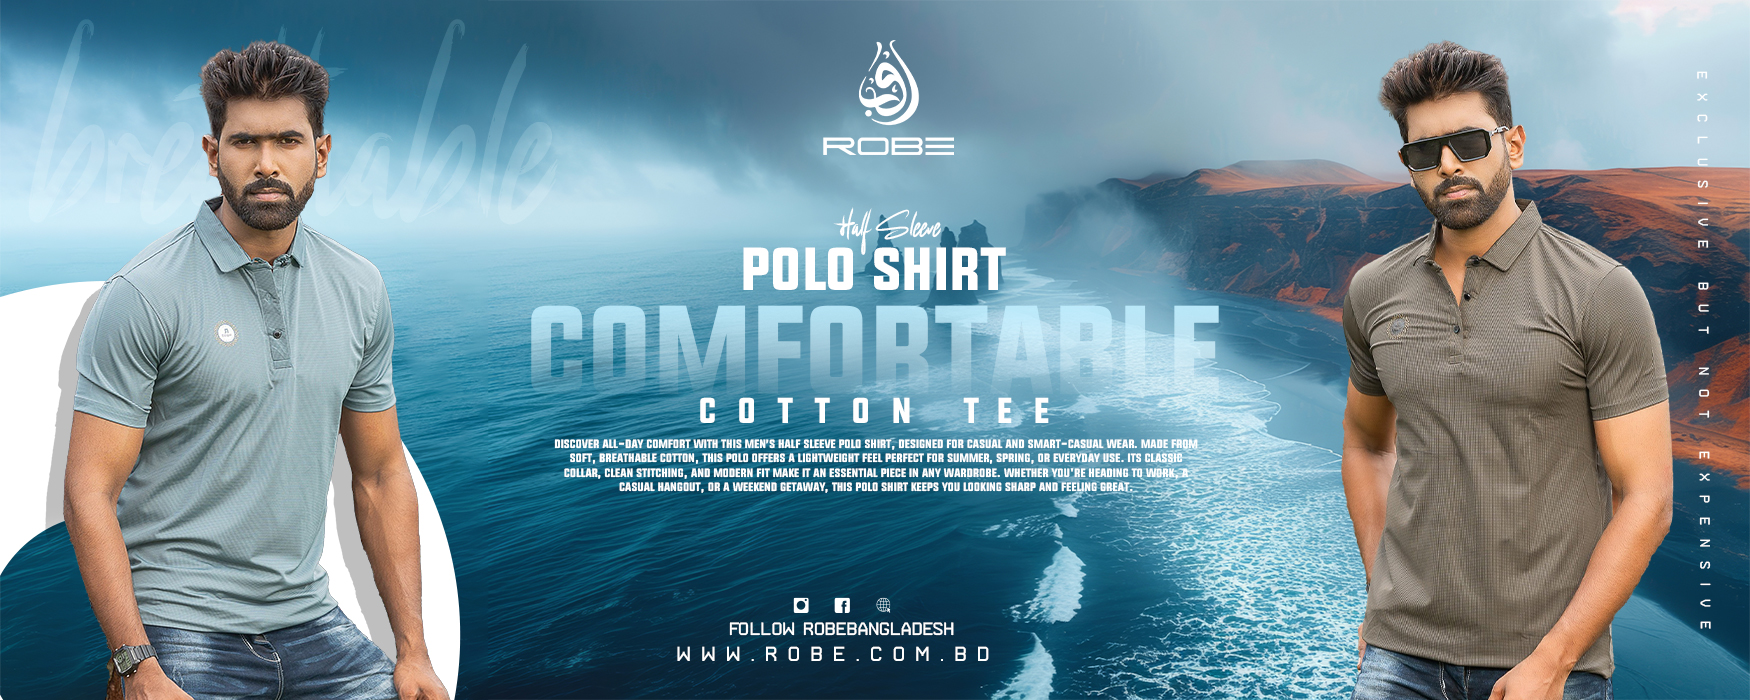 breathable
ROBE
Half Sleeve
POLO SHIRT
COMFORTABLE
COTTON TEE
DISCOVER ALL-DAY COMFORT WITH THIS MEN'S HALF SLEEVE POLO SHIRT, DESIGNED FOR CASUAL AND SMART-CASUAL WEAR. MADE FROM
SOFT, BREATHABLE COTTON, THIS POLO OFFERS A LIGHTWEIGHT FEEL PERFECT FOR SUMMER, SPRING, OR EVERYDAY USE. ITS CLASSIC
COLLAR, CLEAN STITCHING, AND MODERN FIT MAKE IT AN ESSENTIAL PIECE IN ANY WARDROBE. WHETHER YOU'RE HEADING TO WORK, A
CASUAL HANGOUT, OR A WEEKEND GETAWAY, THIS POLO SHIRT KEEPS YOU LOOKING SHARP AND FEELING GREAT.
FOLLOW ROBEBANGLADESH
WWW.ROBE.COM.BD
EXCLUSIVE BUT NOT EXPENSIVE